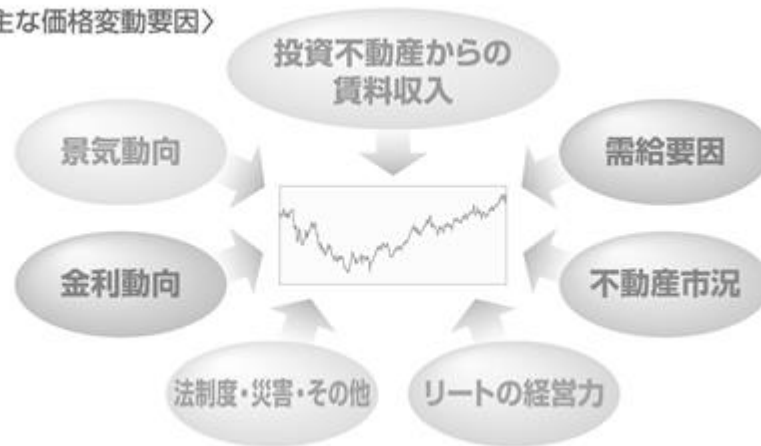 主な価格変動要因〉
投資不動産からの
賃料収入
景気動向
需給要因
金利動向
不動産市況
法制度・災害・その他
リートの経営力